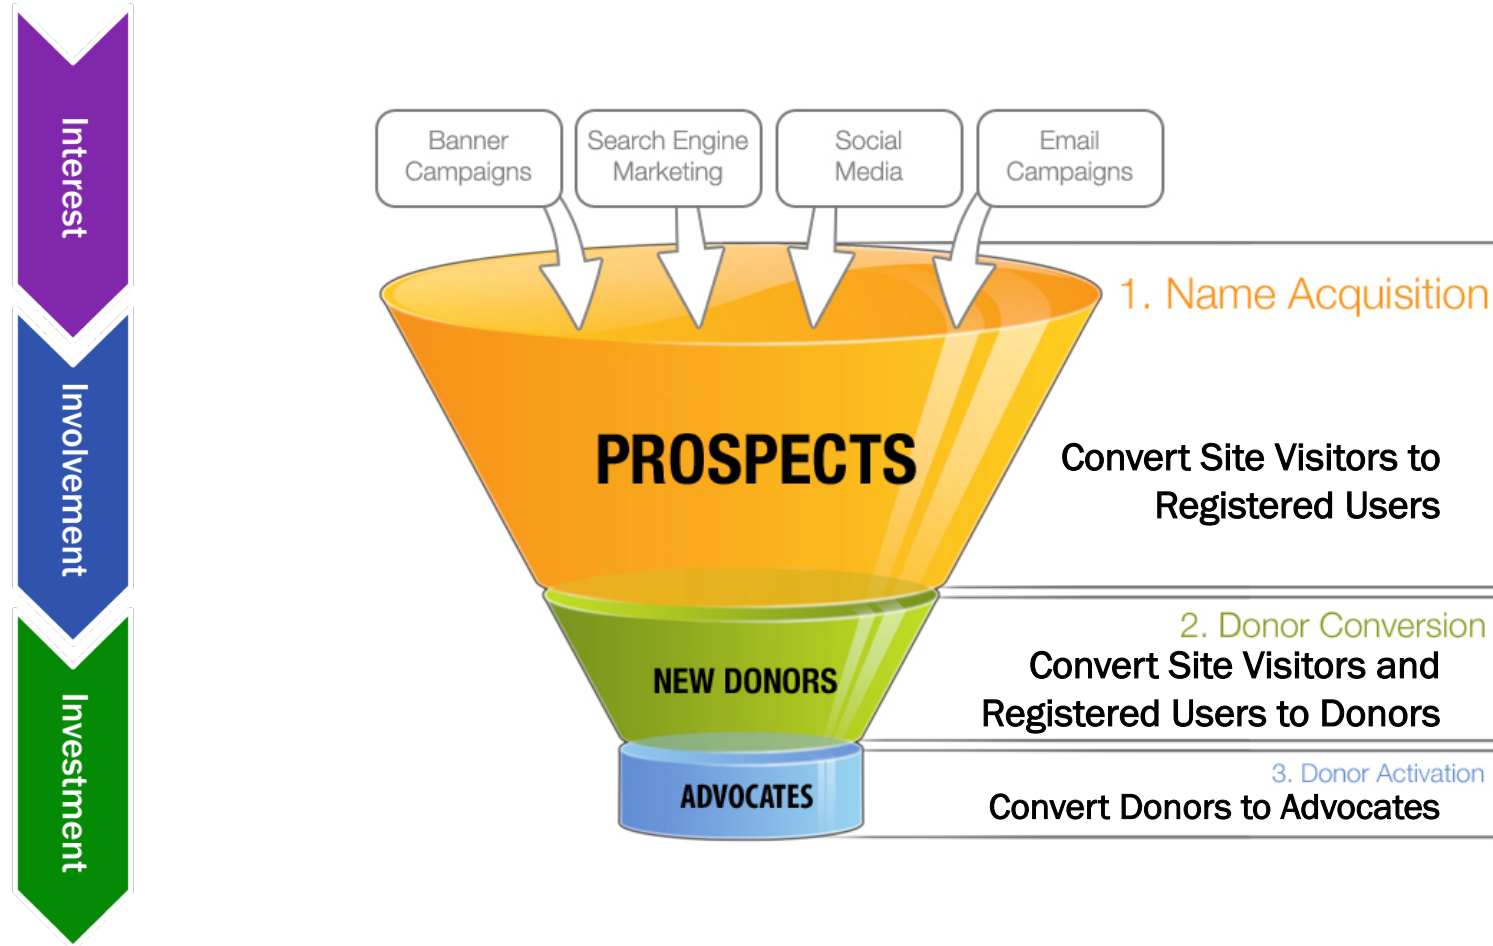 Interest
Involvement
Investment
Banner
Campaigns
Search Engine
Marketing
Social
Media
Email
Campaigns
1. Name Acquisition
PROSPECTS
Convert Site Visitors to
Registered Users
2. Donor Conversion
NEW DONORS
Convert Site Visitors and
Registered Users to Donors
3. Donor Activation
ADVOCATES
Convert Donors to Advocates